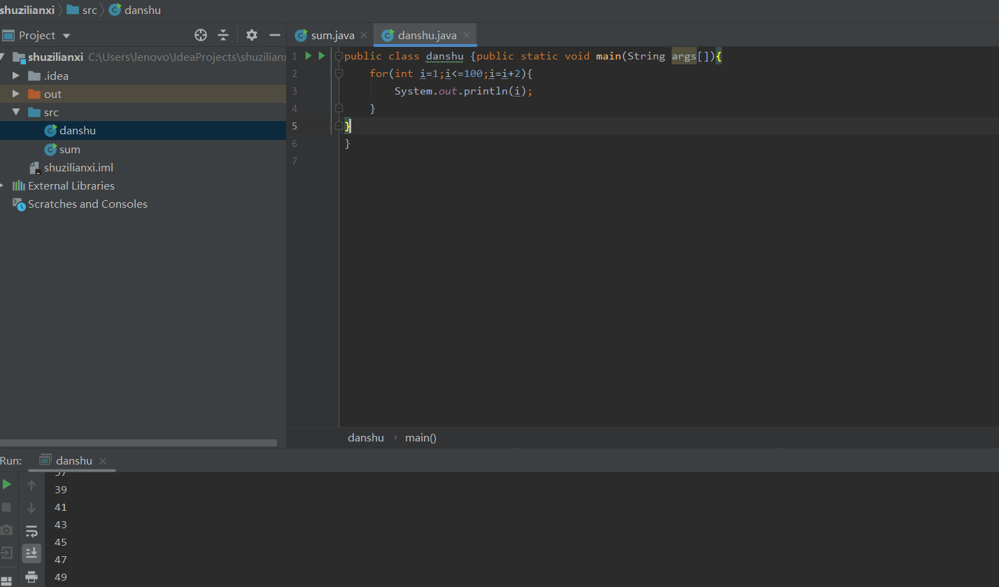 shuzilianxi src danshu
Project
shuzilianxi C:\Users\lenovo\IdeaProjects\shuzilianx
.idea
out
src
danshu
sum
shuzilianxi.iml
External Libraries
Scratches and Consoles
sum.java danshu.java
1 public class danshu {public static void main(String args[]){
2 for(int i=1;i<=100;i=i+2){
3 System.out.println(i);
4 }
5 }
6 }
7
danshu › main()
Run: danshu
37
39
41
43
45
47
49